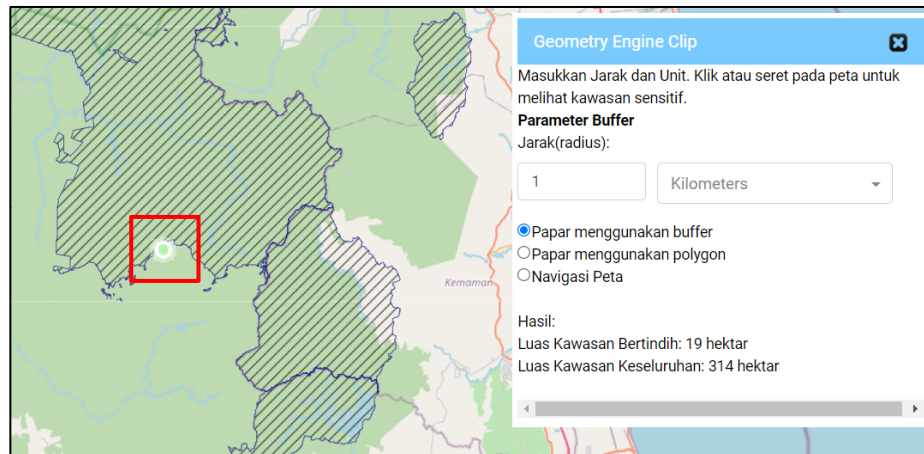 Geometry Engine Clip
Masukkan Jarak dan Unit. Klik atau seret pada peta untuk
melihat kawasan sensitif.
Parameter Buffer
Jarak(radius):
1
Kilometers
Papar menggunakan buffer
Papar menggunakan polygon
Navigasi Peta
Kemaman
Hasil:
Luas Kawasan Bertindih: 19 hektar
Luas Kawasan Keseluruhan: 314 hektar